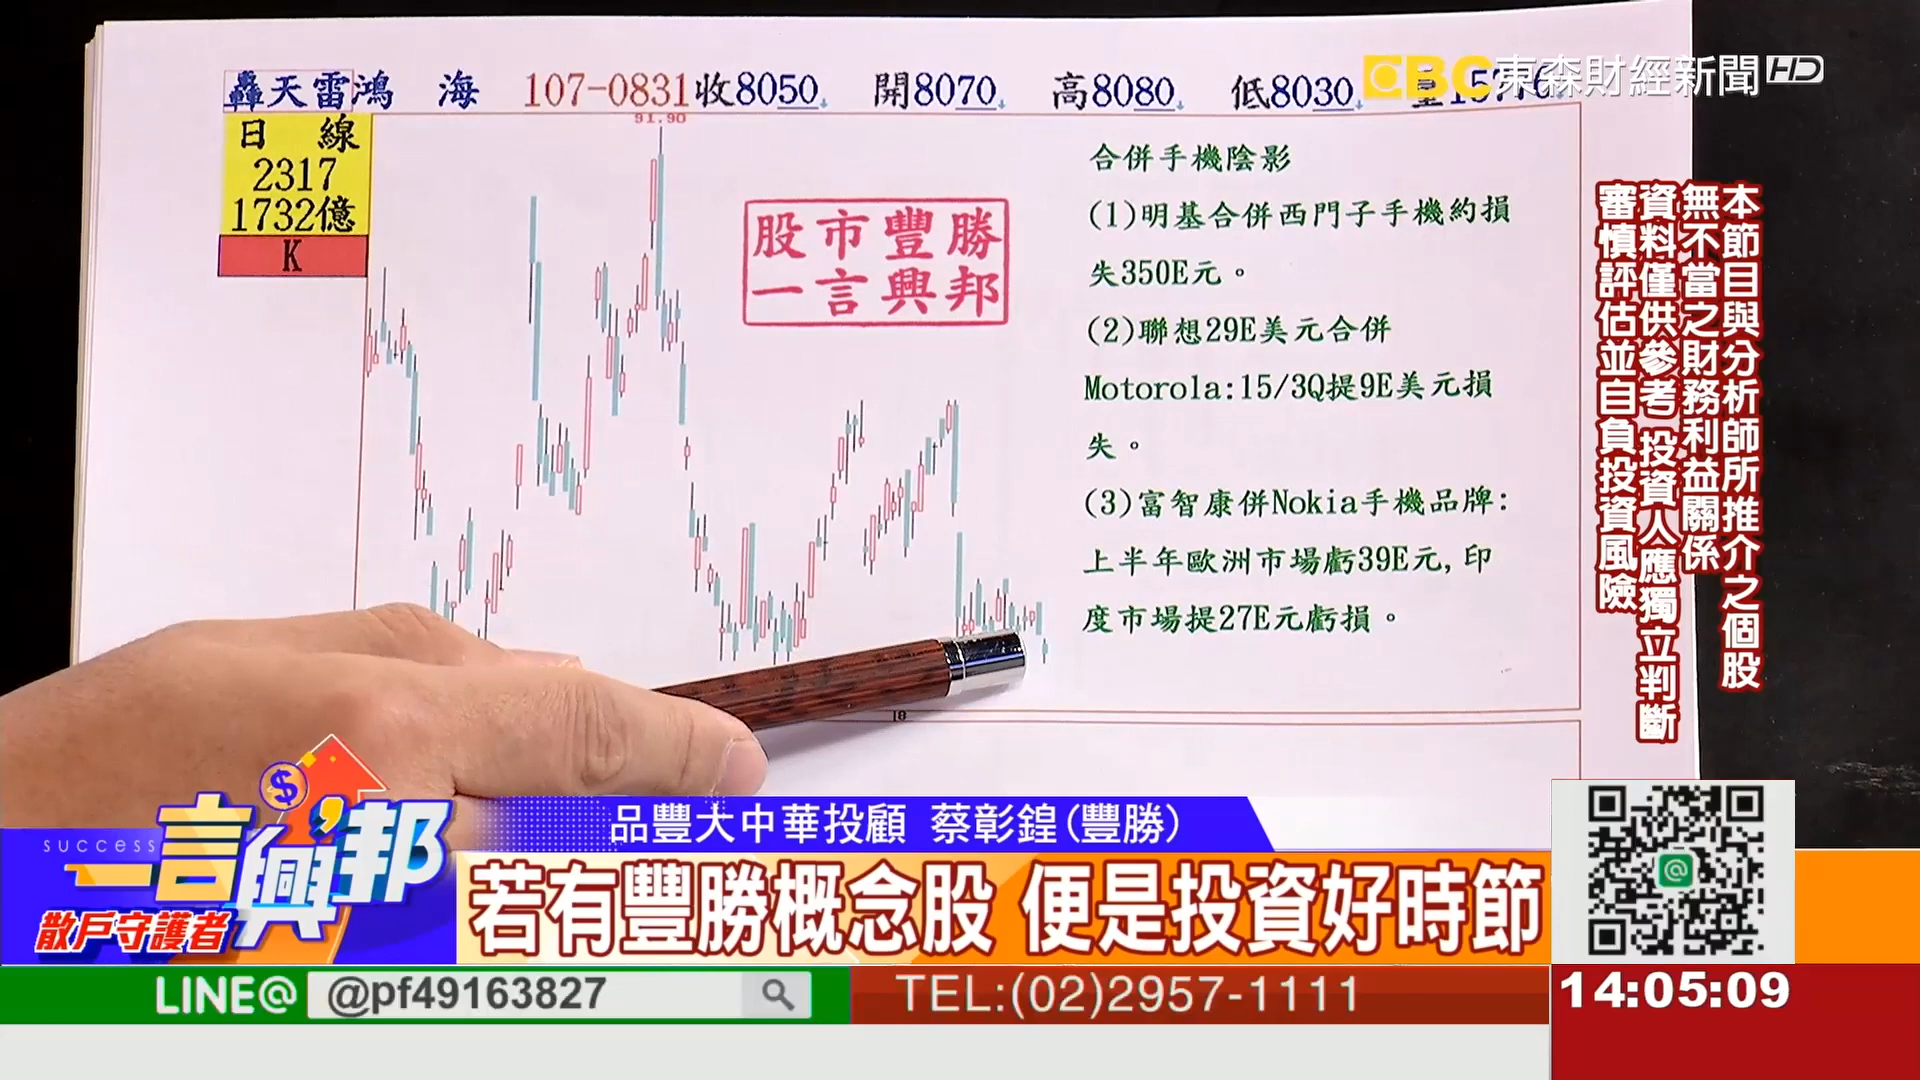 轟天雷鴻 海 107-0831收8050 開8070 高8080 低8030
EBC東森財經新聞HD
日 線
2317
1732億
K
91.90
股市豐勝
一言興邦
合併手機陰影
(1)明基合併西門子手機約損
失350E元。
(2)聯想29E美元合併
Motorola:15/3Q提9E美元損
失。
(3)富智康併Nokia手機品牌:
上半年歐洲市場虧39E元,印
度市場提27E元虧損。
本節目與分析師所推介之個股
無不當之財務利益關係
資料僅供參考 投資人應獨立判斷
審慎評估並自負投資風險
$
success
一言興邦
散戶守護者
品豐大中華投顧 蔡彰鍠(豐勝)
若有豐勝概念股 便是投資好時節
LINE@ @pf49163827
TEL:(02)2957-1111
14:05:09